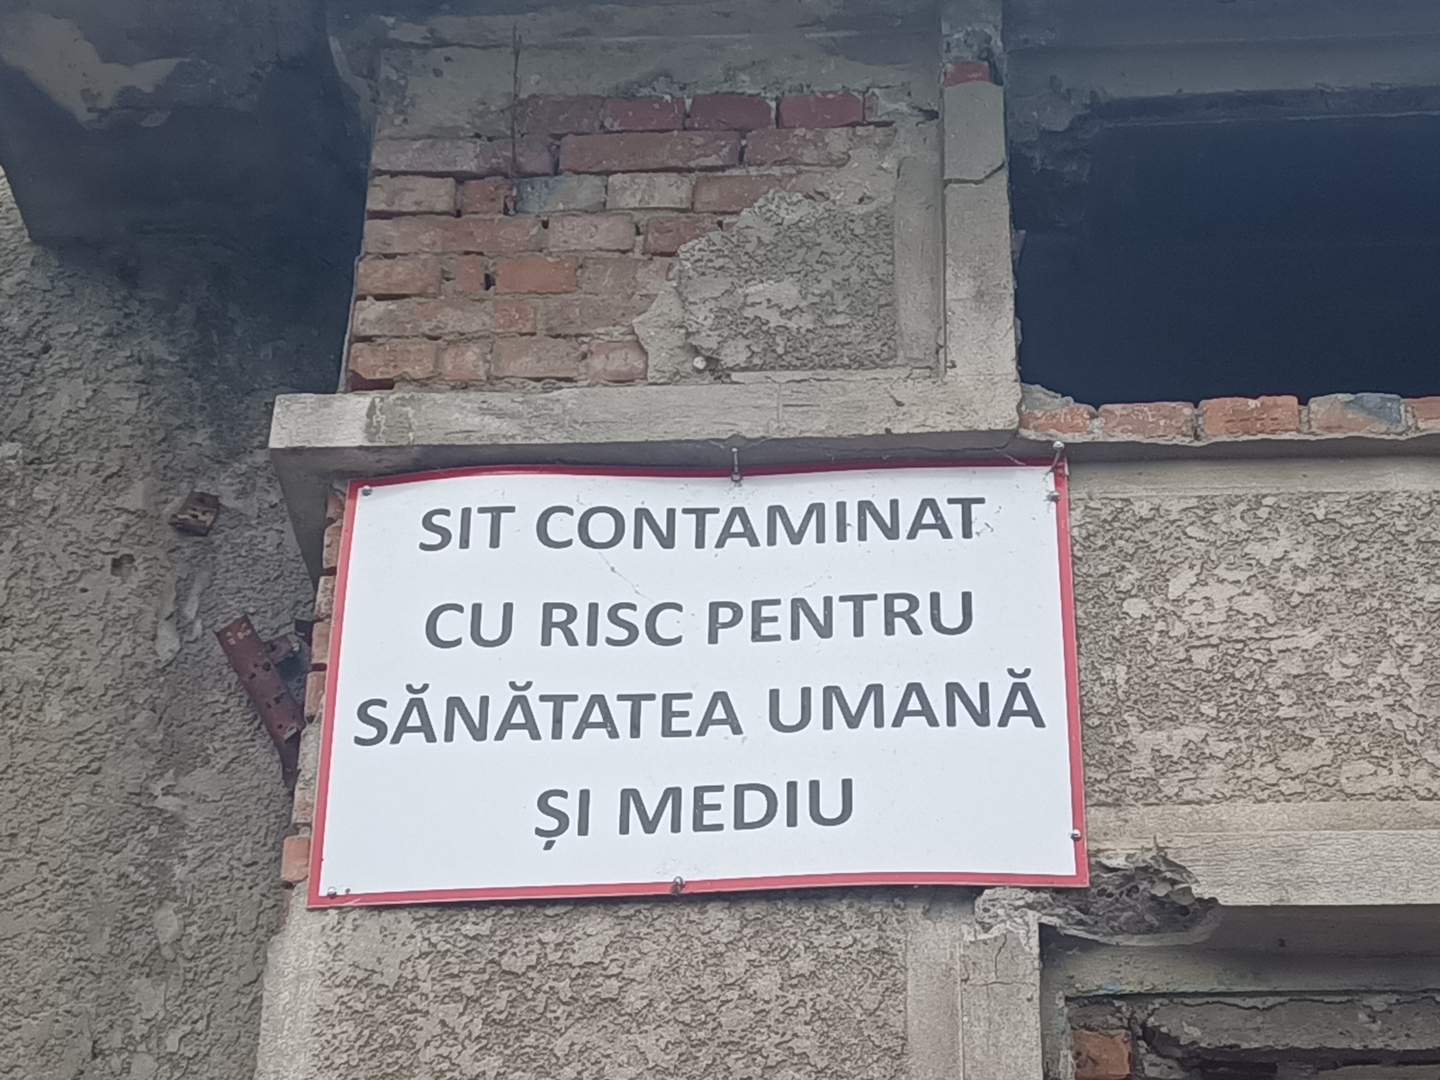 SIT CONTAMINAT
CU RISC PENTRU
SĂNĂTATEA UMANĂ
ȘI MEDIU